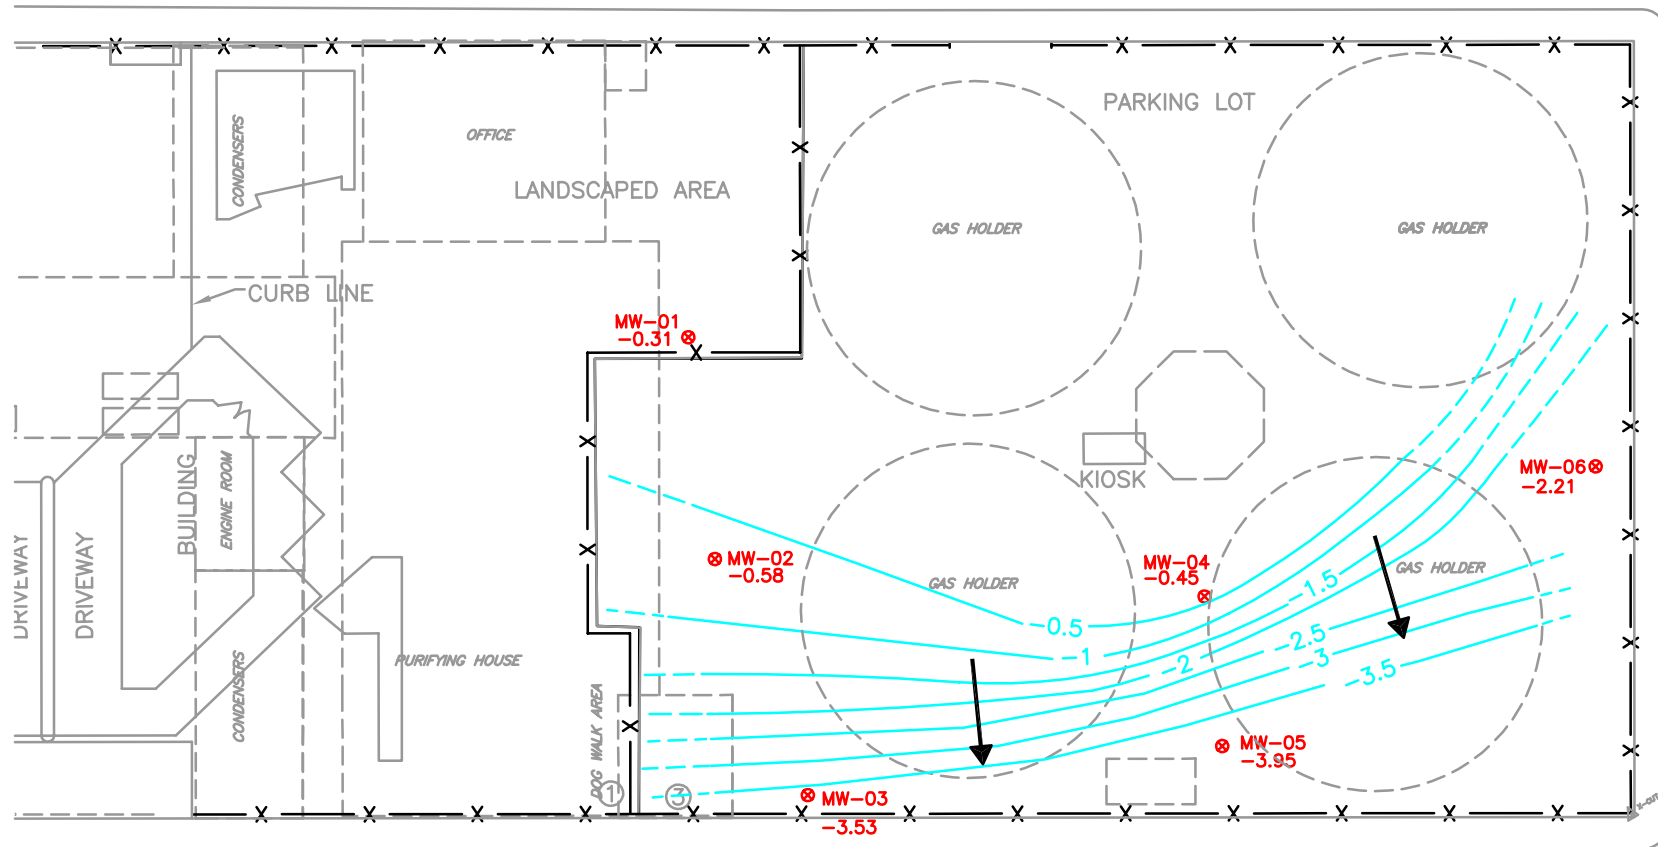 PARKING LOT
CONDENSERS
OFFICE
LANDSCAPED AREA
GAS HOLDER
GAS HOLDER
CURB LINE
MW-01
-0.31
MW-06
-2.21
KIOSK
BUILDING
ENGINE ROOM
DRIVEWAY
DRIVEWAY
MW-02
-0.58
MW-04
-0.45
GAS HOLDER
GAS HOLDER
-0.5
-1
-1.5
-2
-2.5
-3
-3.5
PURIFYING HOUSE
CONDENSERS
DOG WALK AREA
1
3
MW-03
-3.53
MW-05
-3.95
X-CUT